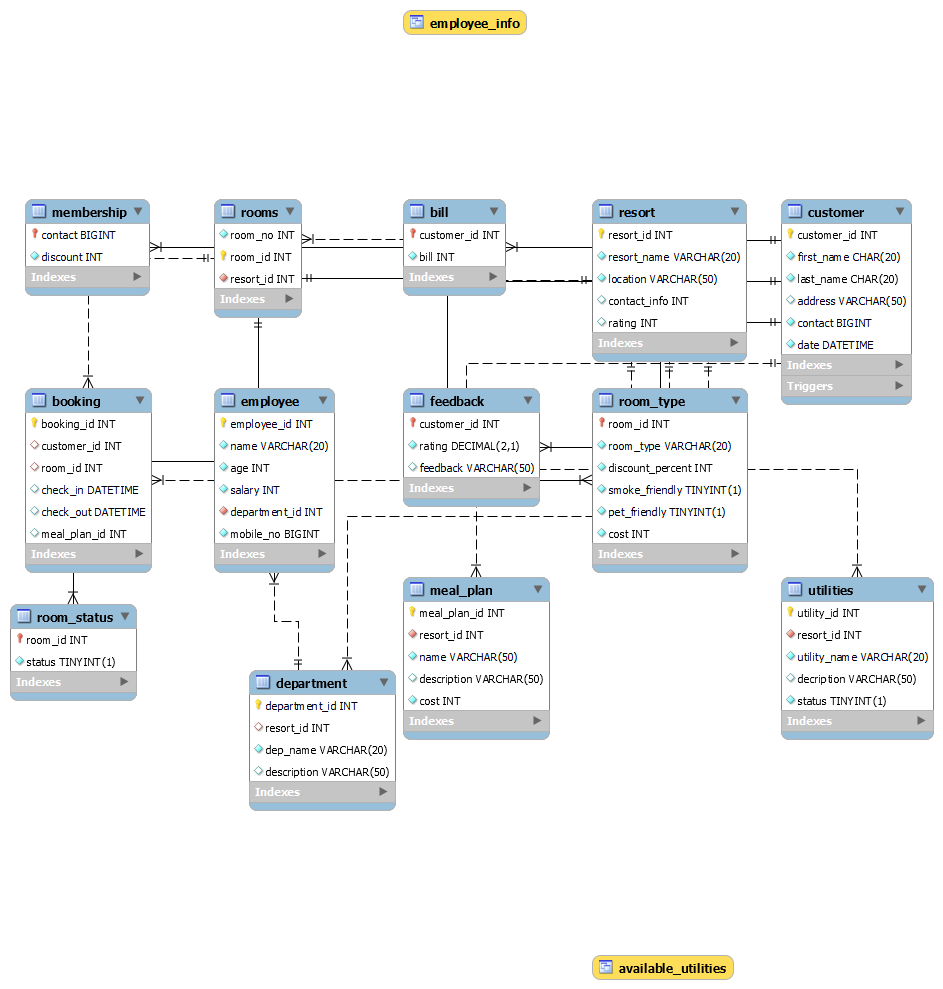 employee_info
membership
contact BIGINT
discount INT
Indexes
rooms
room_no INT
room_id INT
resort_id INT
Indexes
bill
customer_id INT
bill INT
Indexes
resort
resort_id INT
resort_name VARCHAR(20)
location VARCHAR(50)
contact_info INT
rating INT
Indexes
customer
customer_id INT
first_name CHAR(20)
last_name CHAR(20)
address VARCHAR(50)
contact BIGINT
date DATETIME
Indexes
Triggers
booking
booking_id INT
customer_id INT
room_id INT
check_in DATETIME
check_out DATETIME
meal_plan_id INT
Indexes
employee
employee_id INT
name VARCHAR(20)
age INT
salary INT
department_id INT
mobile_no BIGINT
Indexes
feedback
customer_id INT
rating DECIMAL(2,1)
feedback VARCHAR(50)
Indexes
room_type
room_id INT
room_type VARCHAR(20)
discount_percent INT
smoke_friendly TINYINT(1)
pet_friendly TINYINT(1)
cost INT
Indexes
room_status
room_id INT
status TINYINT(1)
Indexes
department
department_id INT
resort_id INT
dep_name VARCHAR(20)
description VARCHAR(50)
Indexes
meal_plan
meal_plan_id INT
resort_id INT
name VARCHAR(50)
description VARCHAR(50)
cost INT
Indexes
utilities
utility_id INT
resort_id INT
utility_name VARCHAR(20)
decription VARCHAR(50)
status TINYINT(1)
Indexes
available_utilities